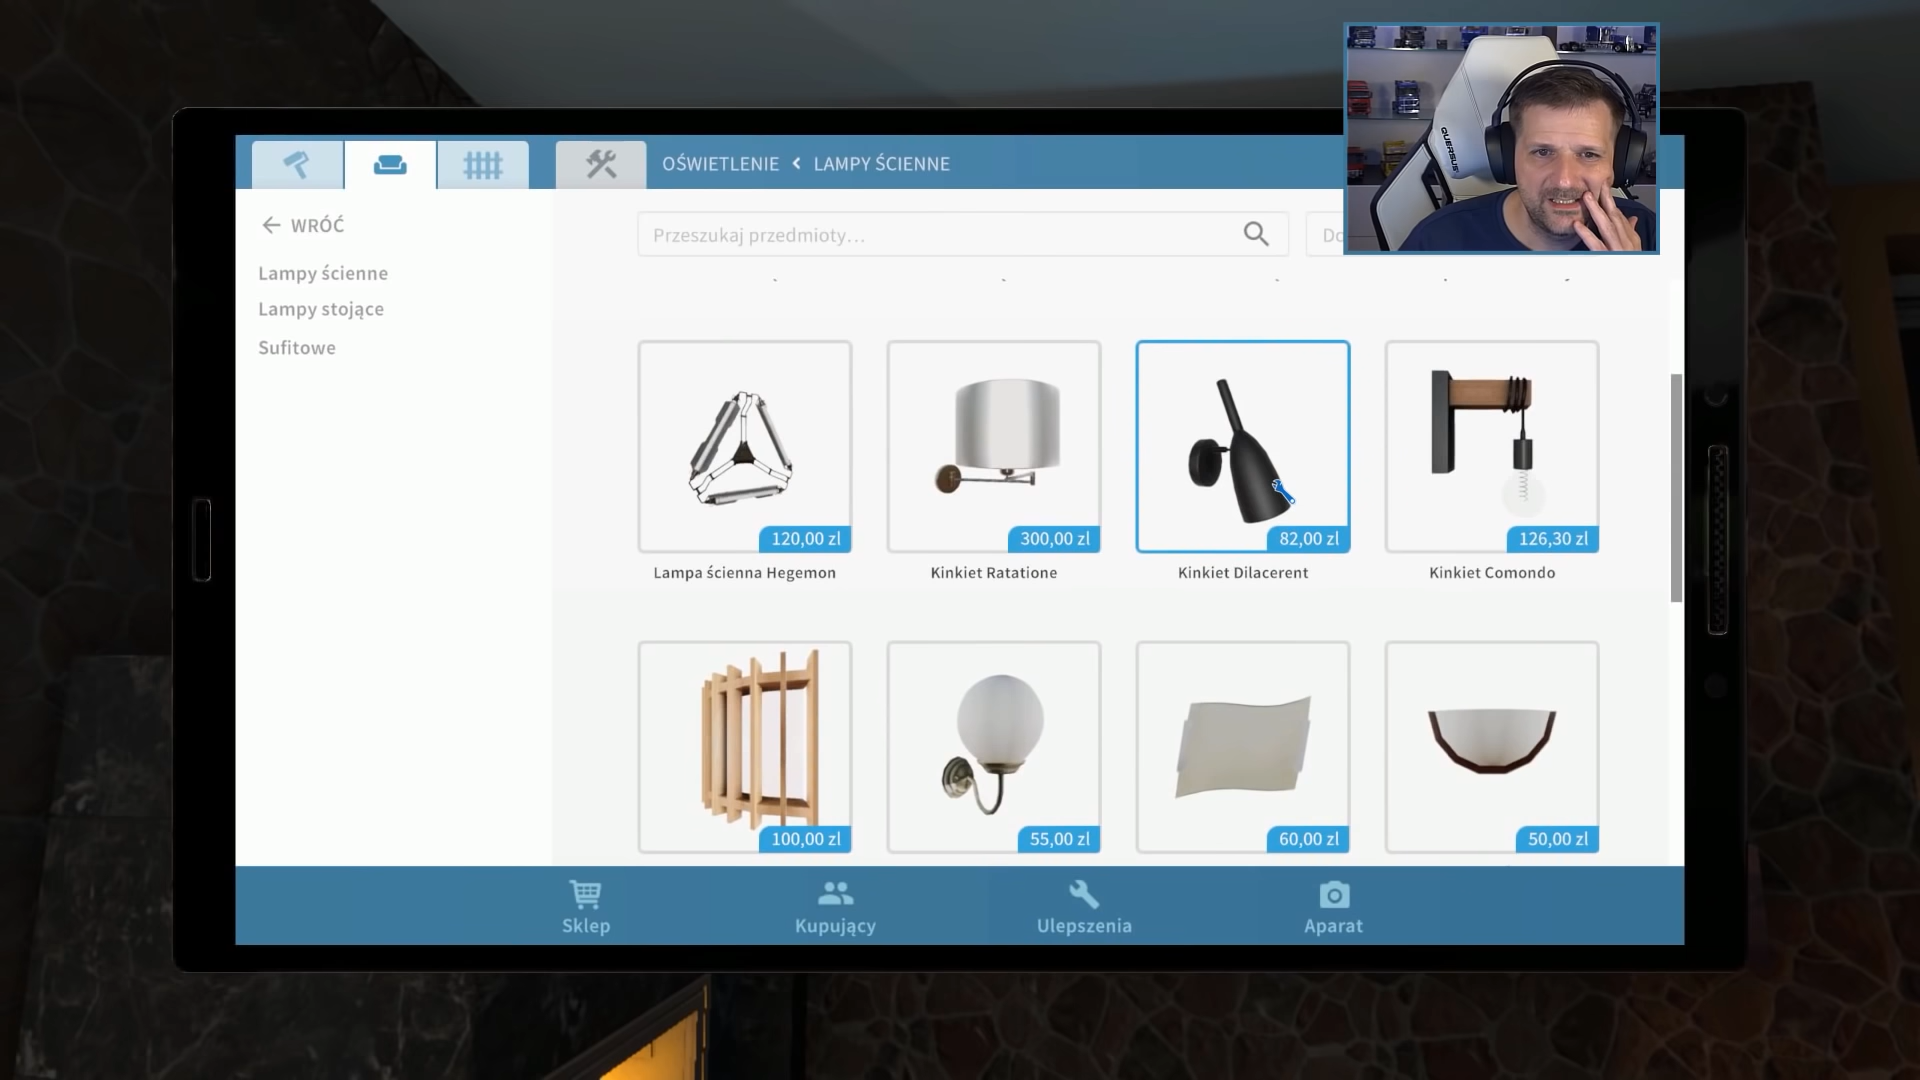 OŚWIETLENIE < LAMPY ŚCIENNE
QUERSUS
WRÓĆ
Przeszukaj przedmioty…
Do
Lampy ścienne
Lampy stojące
Sufitowe
120,00 zl
300,00 zl
82,00 zl
126,30 zl
Lampa ścienna Hegemon
Kinkiet Ratatione
Kinkiet Dilacerent
Kinkiet Comondo
100,00 zl
55,00 zl
60,00 zl
50,00 zl
Sklep
Kupujący
Ulepszenia
Aparat